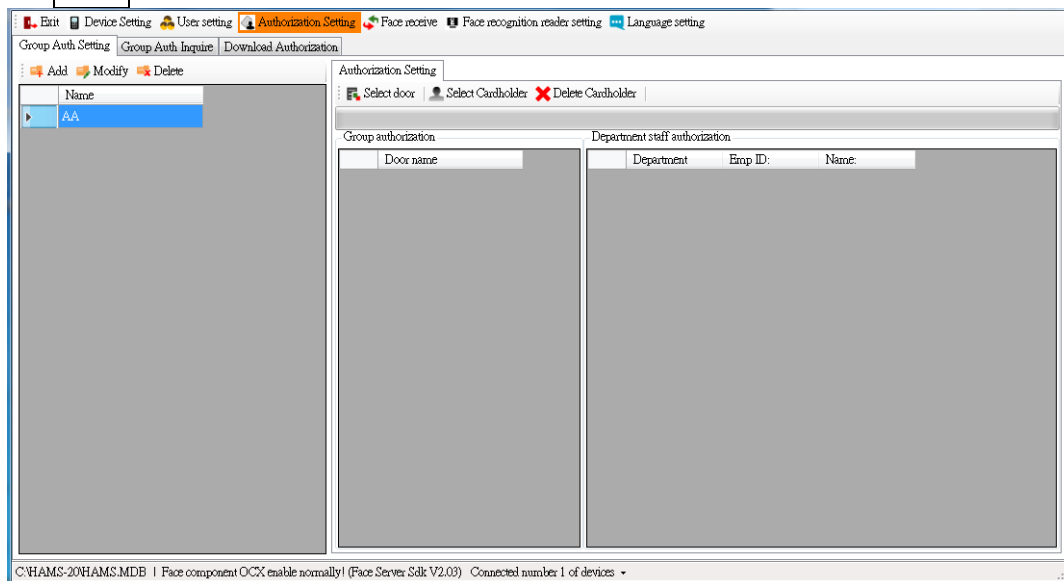 Exit Device Setting User setting Authorization Setting Face receive Face recognition reader setting Language setting
Group Auth Setting Group Auth Inquire Download Authorization
Add Modify Delete
Name
AA
Authorization Setting
Select door Select Cardholder Delete Cardholder
Group authorization
Door name
Department staff authorization
Department Emp ID: Name:
C:\HAMS-20\HAMS.MDB | Face component OCX enable normally! (Face Server Sdk V2.03) Connected number 1 of devices